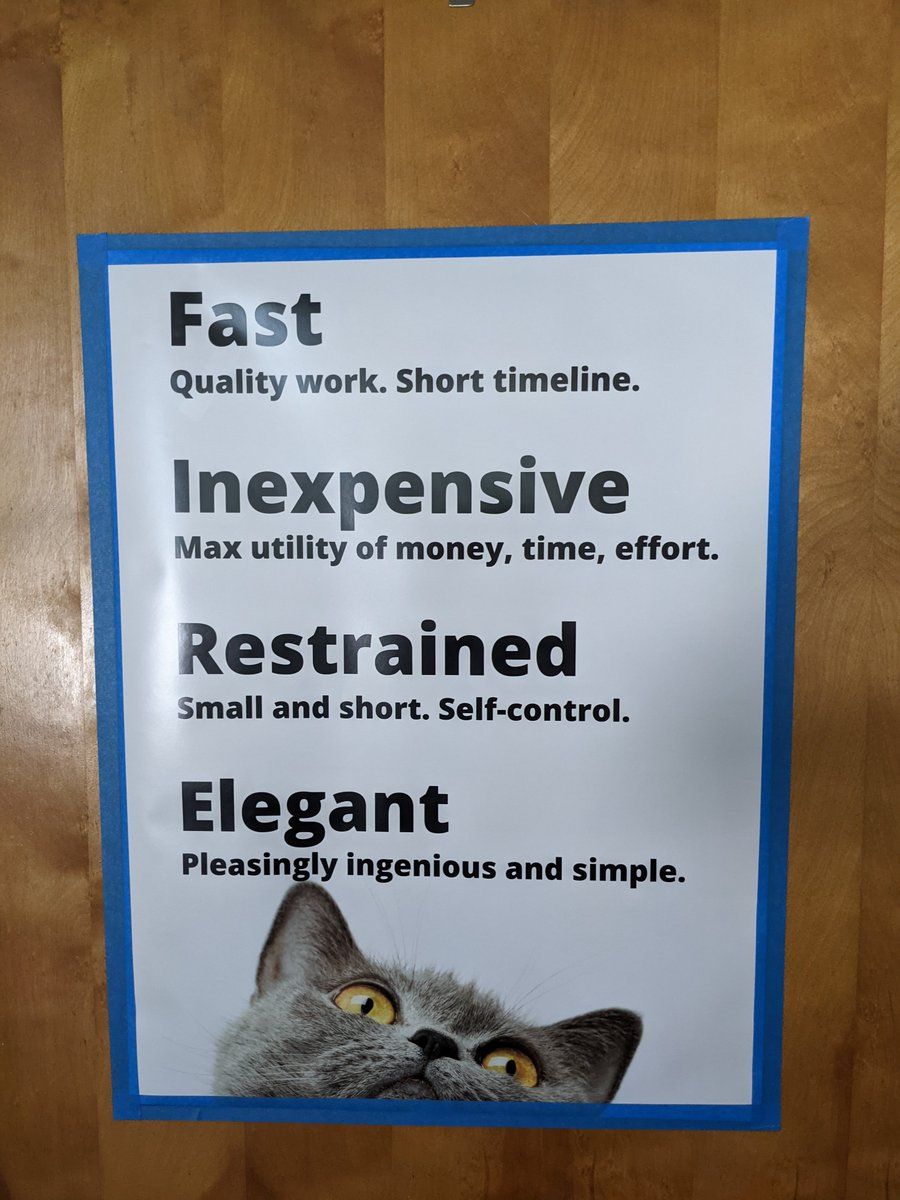 Fast
Quality work. Short timeline.
Inexpensive
Max utility of money, time, effort.
Restrained
Small and short. Self-control.
Elegant
Pleasingly ingenious and simple.